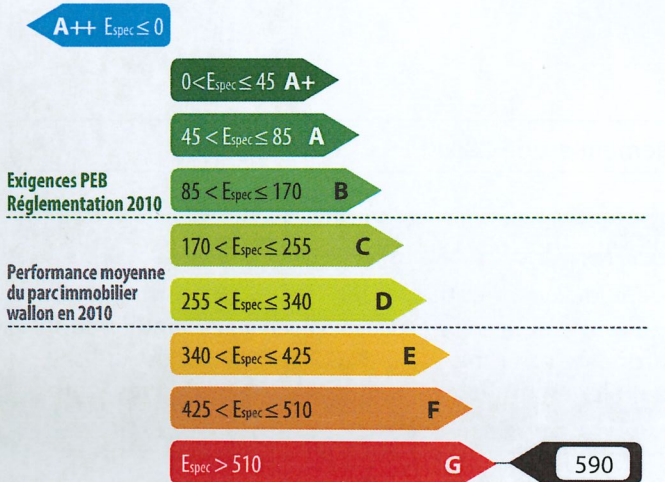 A++ Espec ≤ 0
0<Espec ≤ 45 A+
45 < Espec ≤ 85 A
Exigences PEB
Réglementation 2010
85 < Espec ≤ 170 B
170 < Espec ≤ 255 C
Performance moyenne
du parc immobilier
wallon en 2010
255 < Espec ≤ 340 D
340 < Espec ≤ 425 E
425 < Espec ≤ 510 F
Espec > 510 G 590